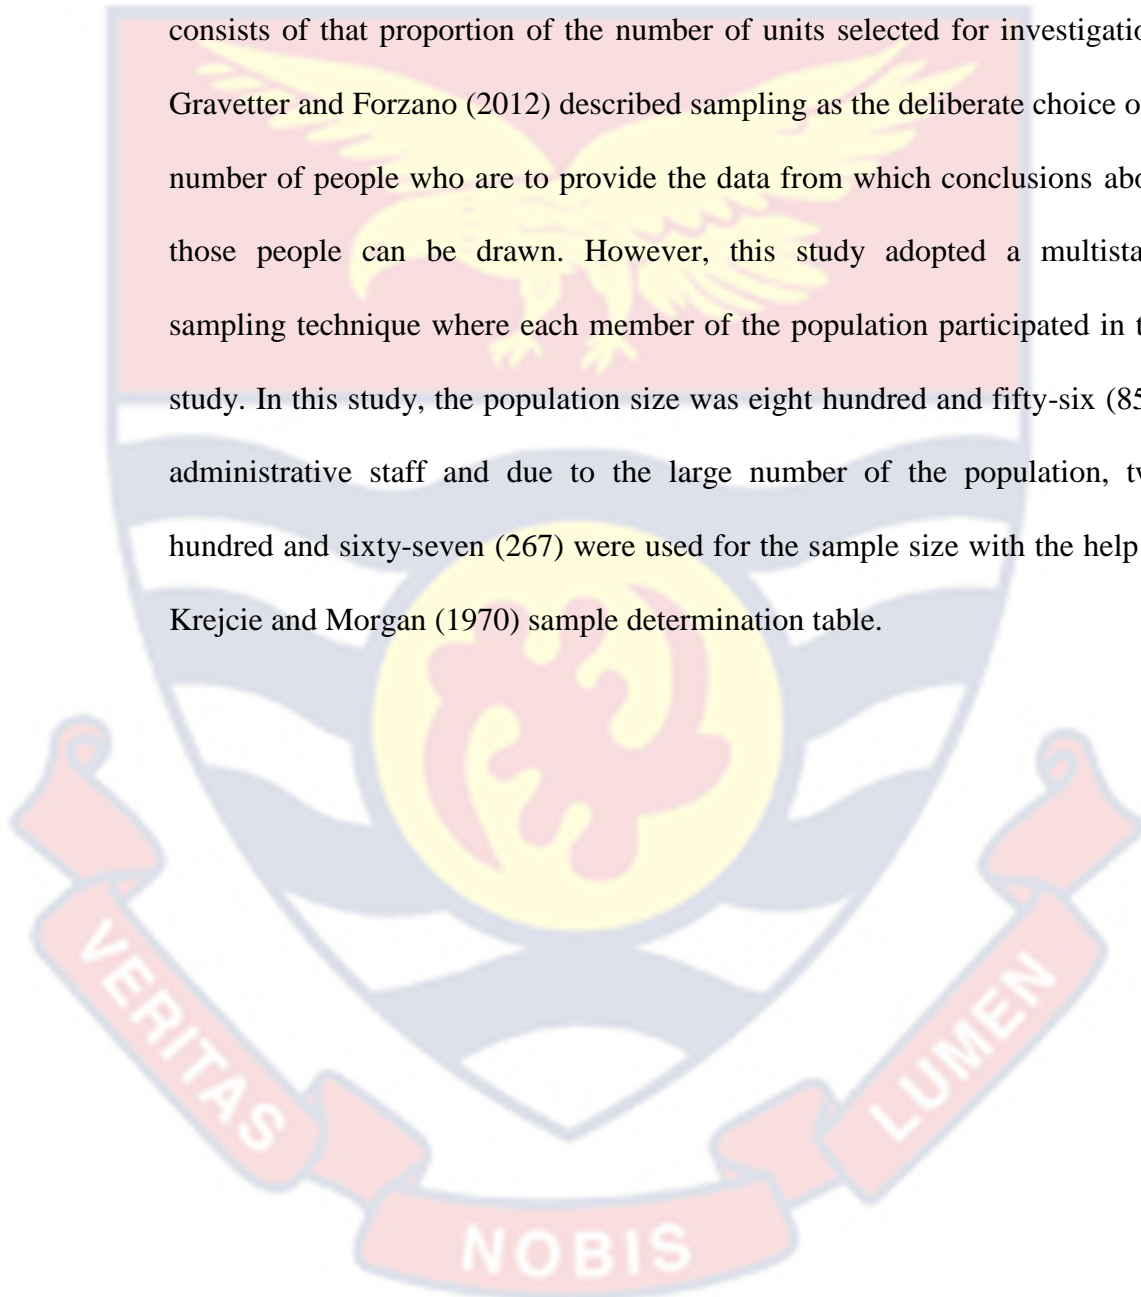 consists of that proportion of the number of units selected for investigatio
Gravetter and Forzano (2012) described sampling as the deliberate choice o
number of people who are to provide the data from which conclusions abo
those people can be drawn. However, this study adopted a multista
sampling technique where each member of the population participated in t
study. In this study, the population size was eight hundred and fifty-six (85
administrative staff and due to the large number of the population, tw
hundred and sixty-seven (267) were used for the sample size with the help
Krejcie and Morgan (1970) sample determination table.
VERITAS
NOBIS
LUMEN